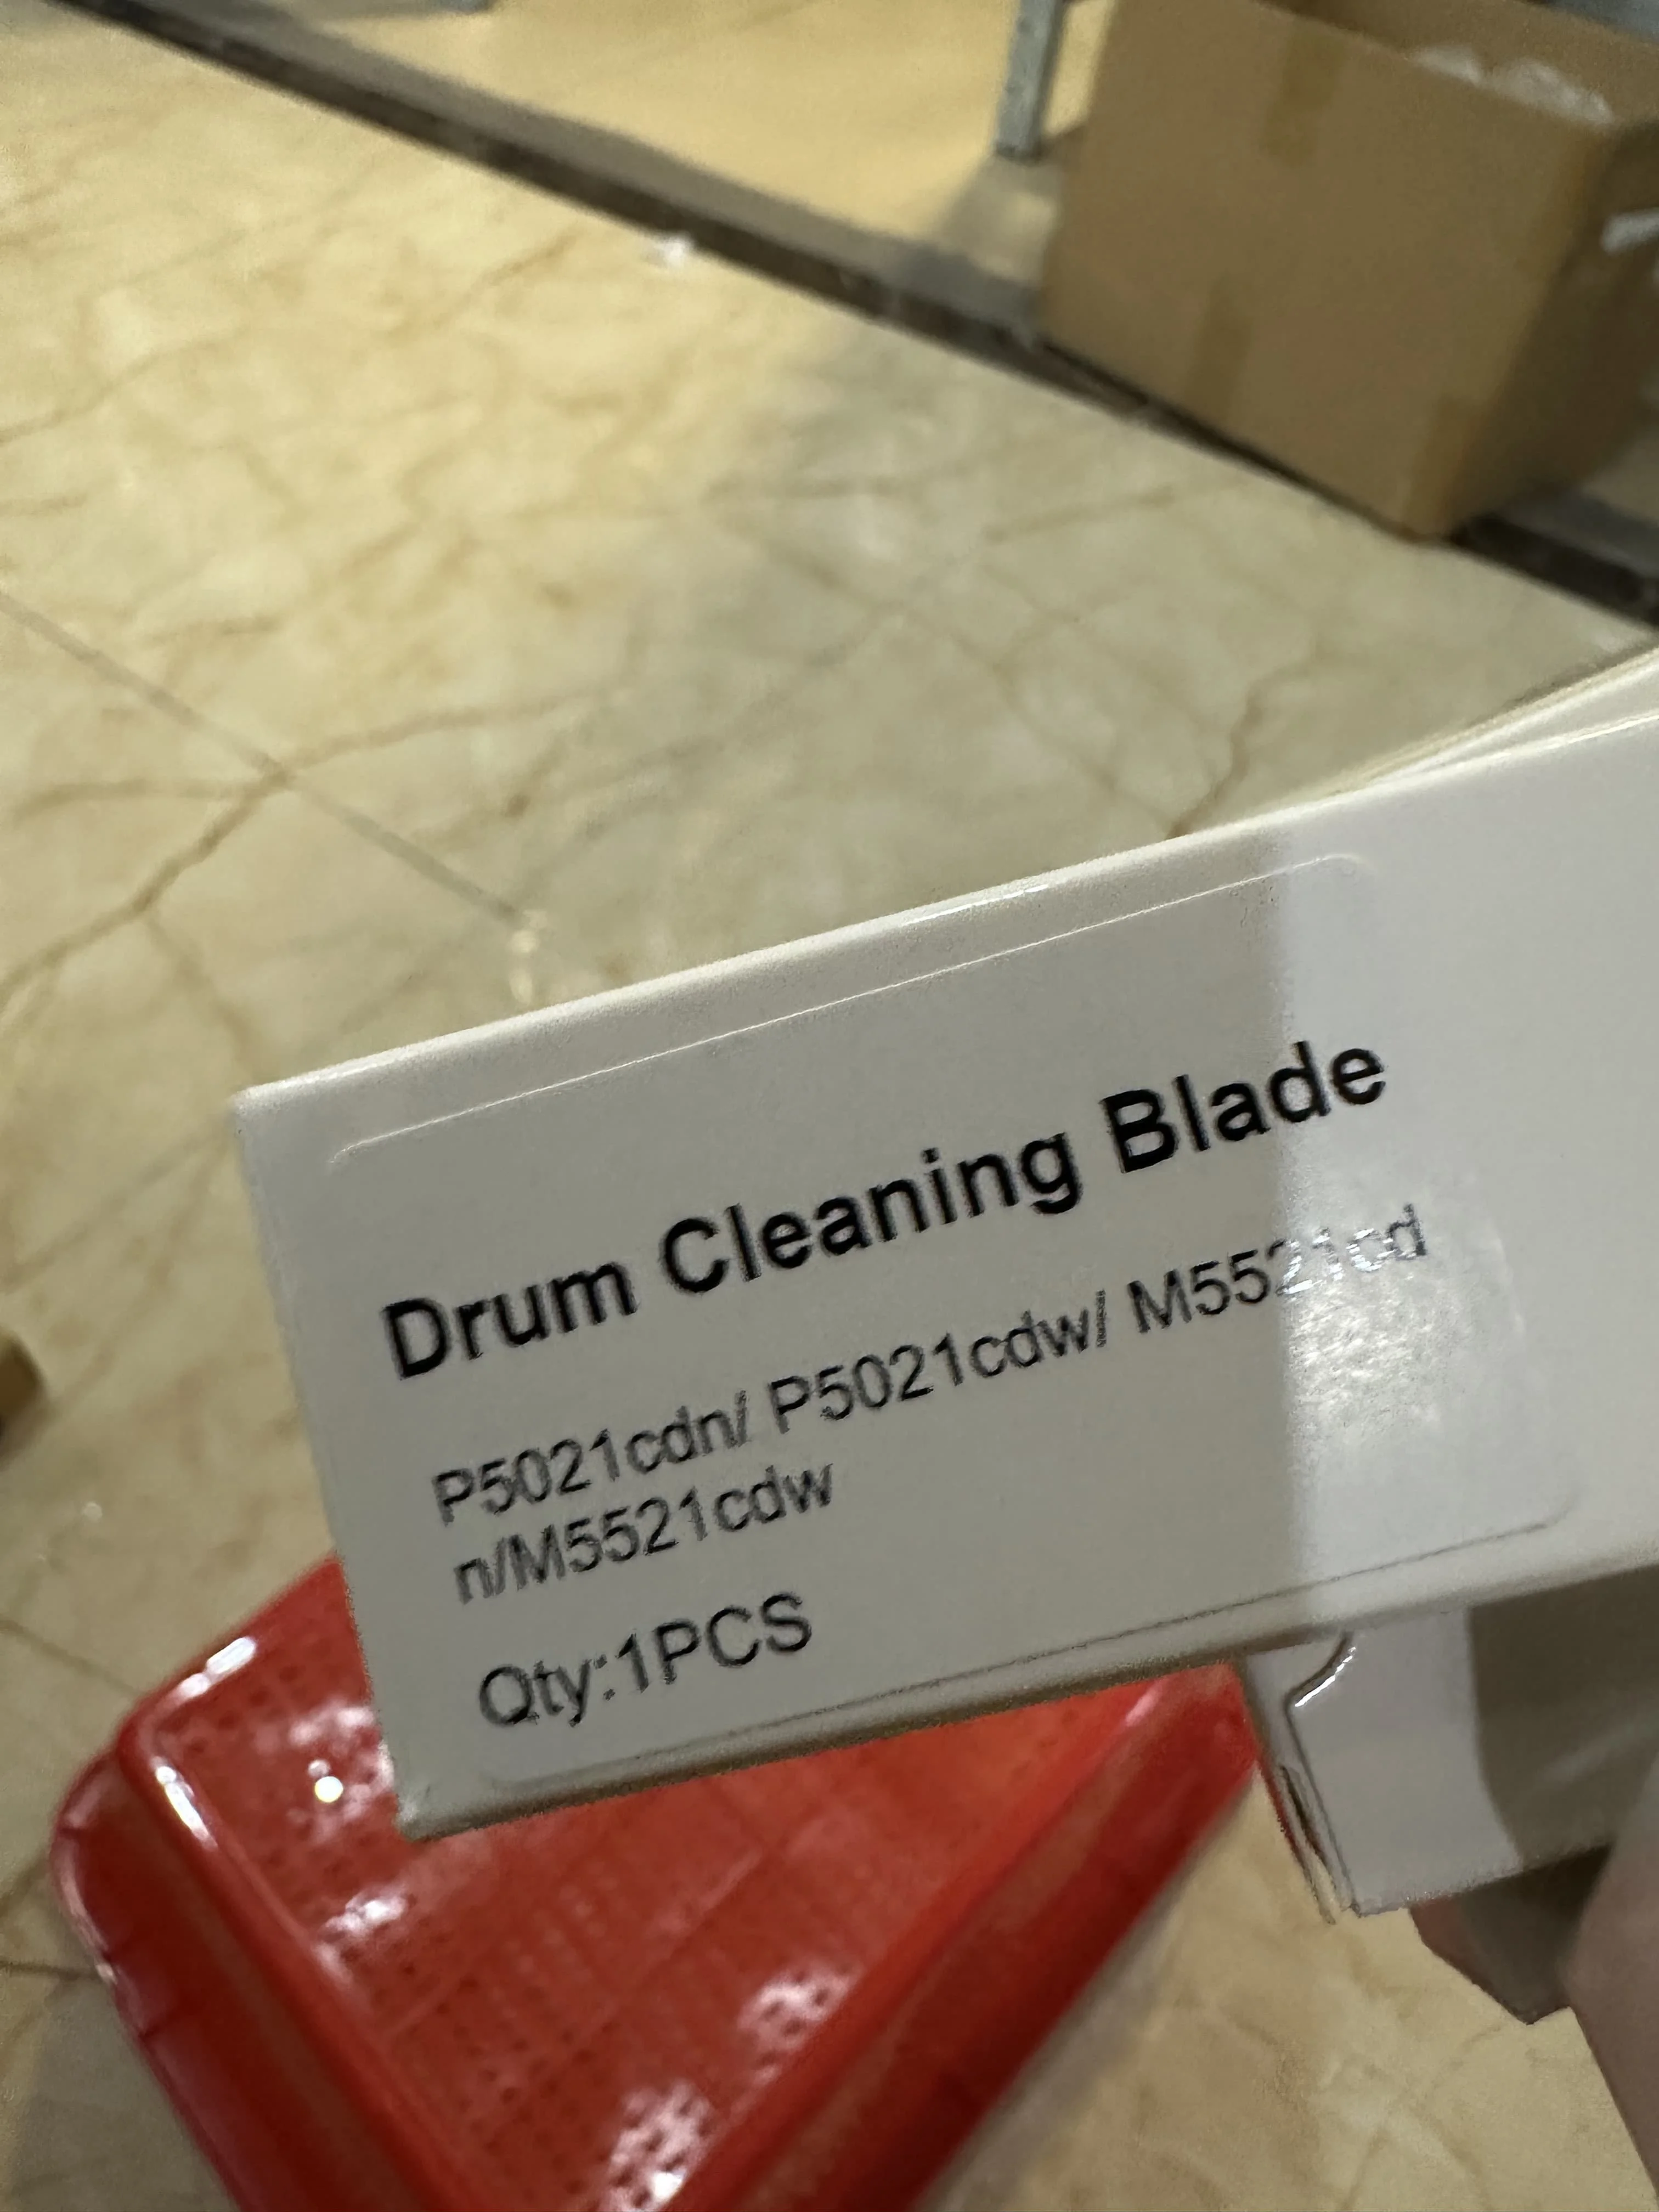 Drum Cleaning Blade
P5021cdn/ P5021cdw/ M5521cd
n/M5521cdw
Qty:1PCS